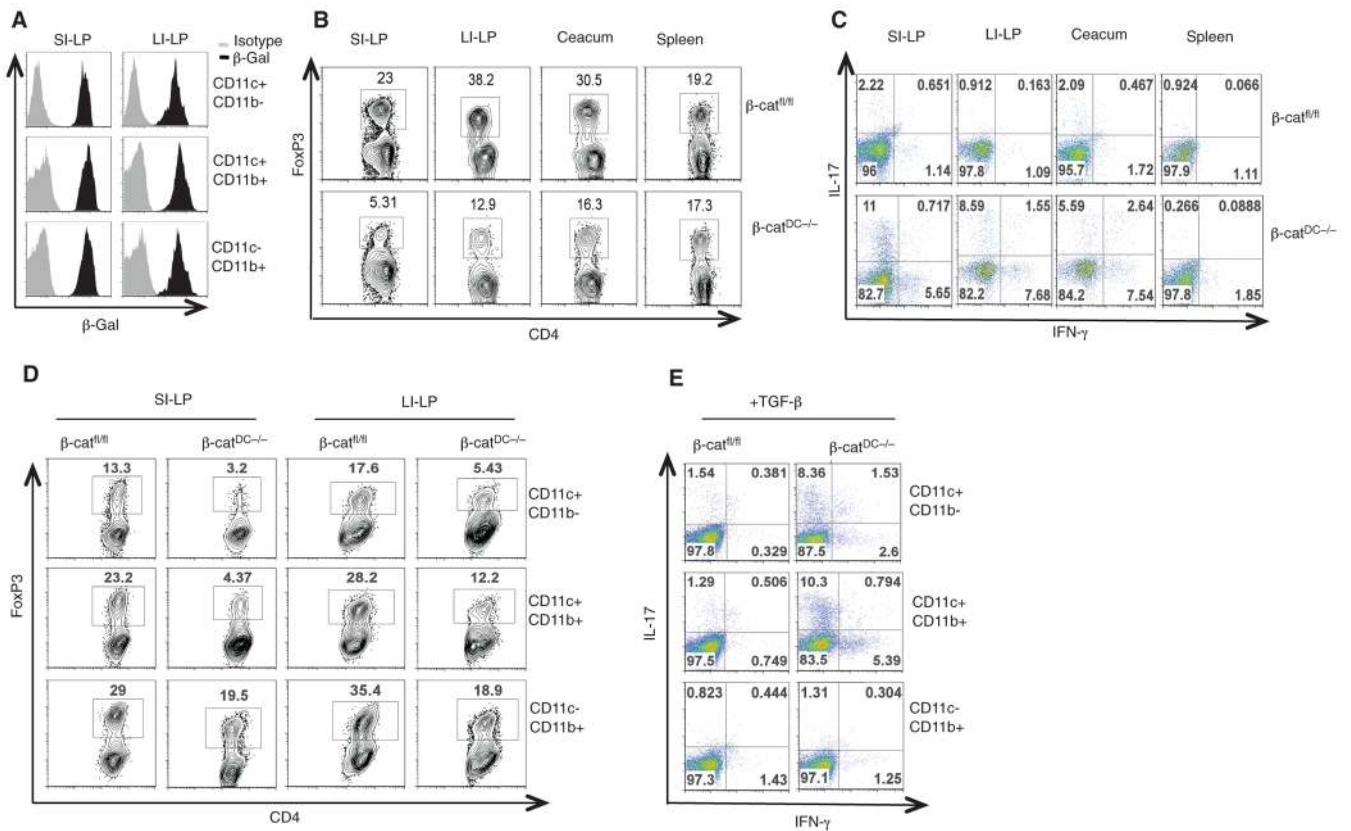 A
SI-LP LI-LP
Isotype
β-Gal
CD11c+
CD11b-
CD11c+
CD11b+
CD11c-
CD11b+
β-Gal
B
SI-LP LI-LP Ceacum Spleen
23 38.2 30.5 19.2
β-catfl/fl
FoxP3
5.31 12.9 16.3 17.3
β-catDC−/−
CD4
C
SI-LP LI-LP Ceacum Spleen
2.22 0.651 0.912 0.163 2.09 0.467 0.924 0.066
β-catfl/fl
96 1.14 97.8 1.09 95.7 1.72 97.9 1.11
IL-17
11 0.717 8.59 1.55 5.59 2.64 0.266 0.0888
β-catDC−/−
82.7 5.65 82.2 7.68 84.2 7.54 97.8 1.85
IFN-γ
D
SI-LP LI-LP
β-catfl/fl β-catDC−/− β-catfl/fl β-catDC−/−
13.3 3.2 17.6 5.43
CD11c+
CD11b-
23.2 4.37 28.2 12.2
FoxP3
CD11c+
CD11b+
29 19.5 35.4 18.9
CD11c-
CD11b+
CD4
E
+TGF-β
β-catfl/fl β-catDC−/−
1.54 0.381 8.36 1.53
CD11c+
CD11b-
97.8 0.329 87.5 2.6
1.29 0.506 10.3 0.794
IL-17
CD11c+
CD11b+
97.5 0.749 83.5 5.39
0.823 0.444 1.31 0.304
CD11c-
CD11b+
97.3 1.43 97.1 1.25
IFN-γ